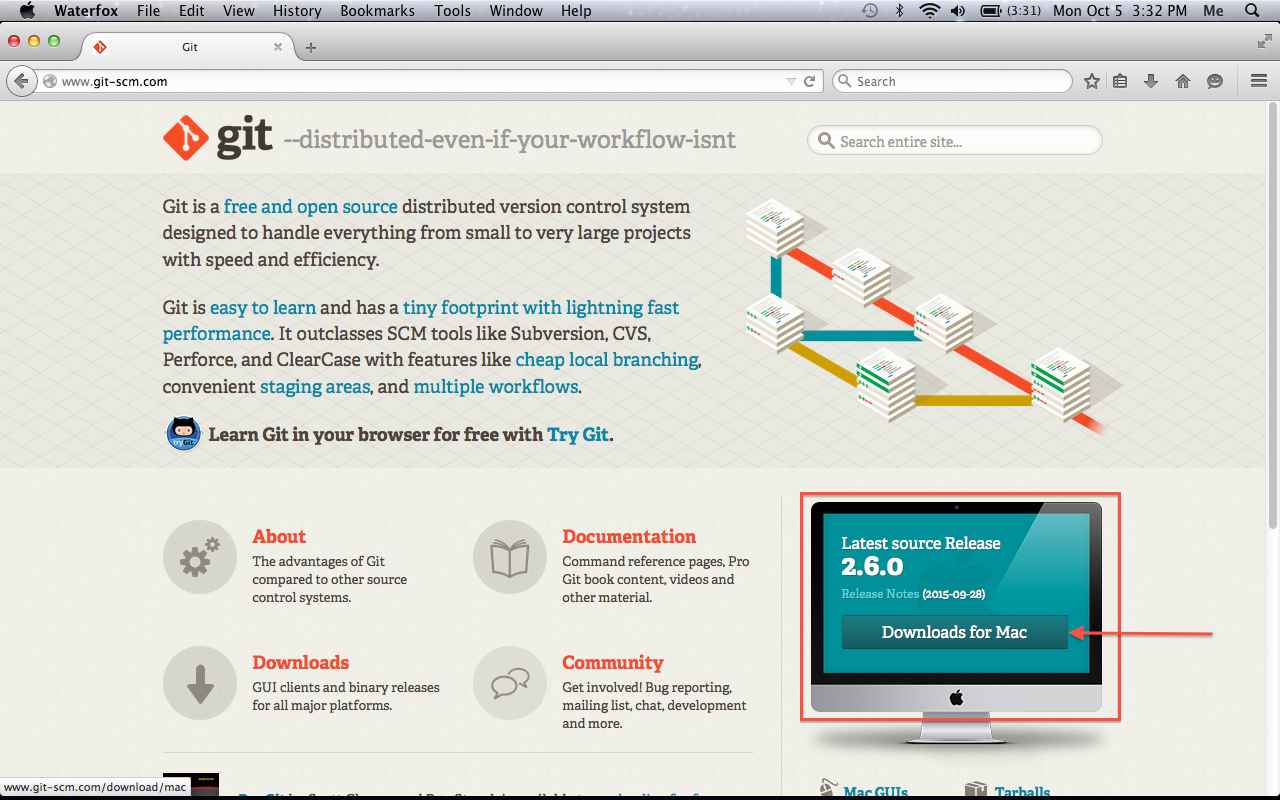 Waterfox File Edit View History Bookmarks Tools Window Help (3:31) Mon Oct 5 3:32 PM Me
Git
www.git-scm.com
Search
git --distributed-even-if-your-workflow-isnt
Search entire site...
Git is a free and open source distributed version control system
designed to handle everything from small to very large projects
with speed and efficiency.
Git is easy to learn and has a tiny footprint with lightning fast
performance. It outclasses SCM tools like Subversion, CVS,
Perforce, and ClearCase with features like cheap local branching,
convenient staging areas, and multiple workflows.
tryGit
Learn Git in your browser for free with Try Git.
About
The advantages of Git
compared to other source
control systems.
Documentation
Command reference pages, Pro
Git book content, videos and
other material.
Downloads
GUI clients and binary releases
for all major platforms.
Community
Get involved! Bug reporting,
mailing list, chat, development
and more.
Latest source Release
2.6.0
Release Notes (2015-09-28)
Downloads for Mac
Mac GUIs
Tarballs
www.git-scm.com/download/mac